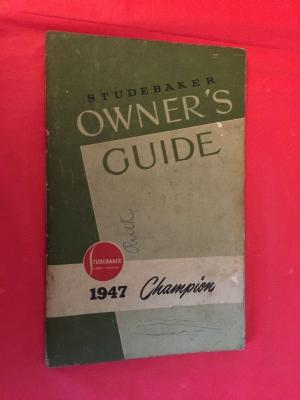 STUDEBAKER
OWNER'S
GUIDE
Ruth
STUDEBAKER
1947 Champion